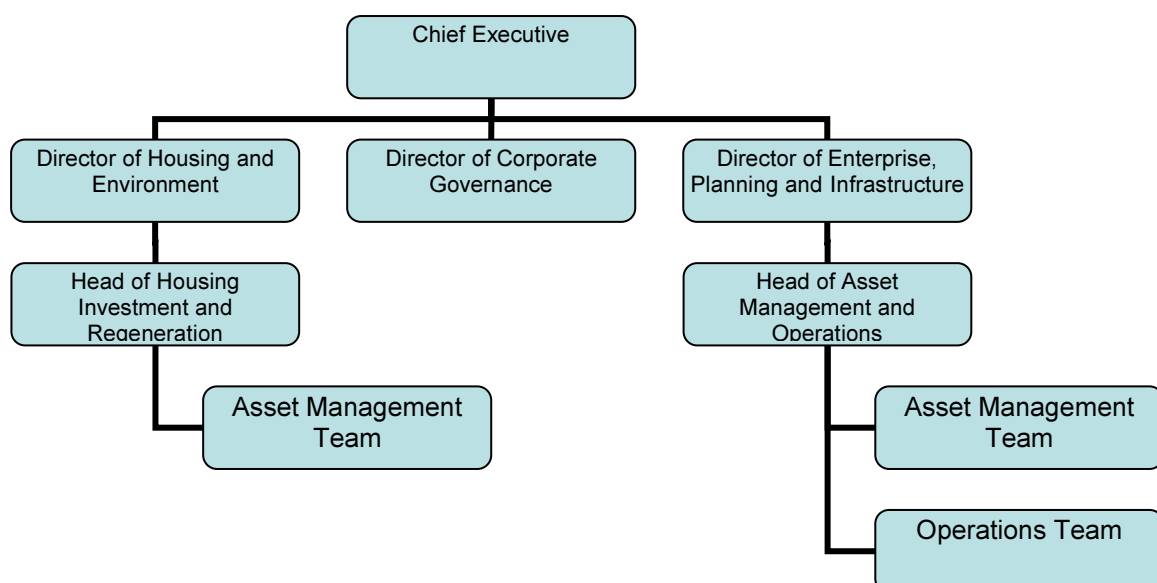 Chief Executive
Director of Housing and
Environment
Director of Corporate
Governance
Director of Enterprise,
Planning and Infrastructure
Head of Housing
Investment and
Regeneration
Head of Asset
Management and
Operations
Asset Management
Team
Asset Management
Team
Operations Team